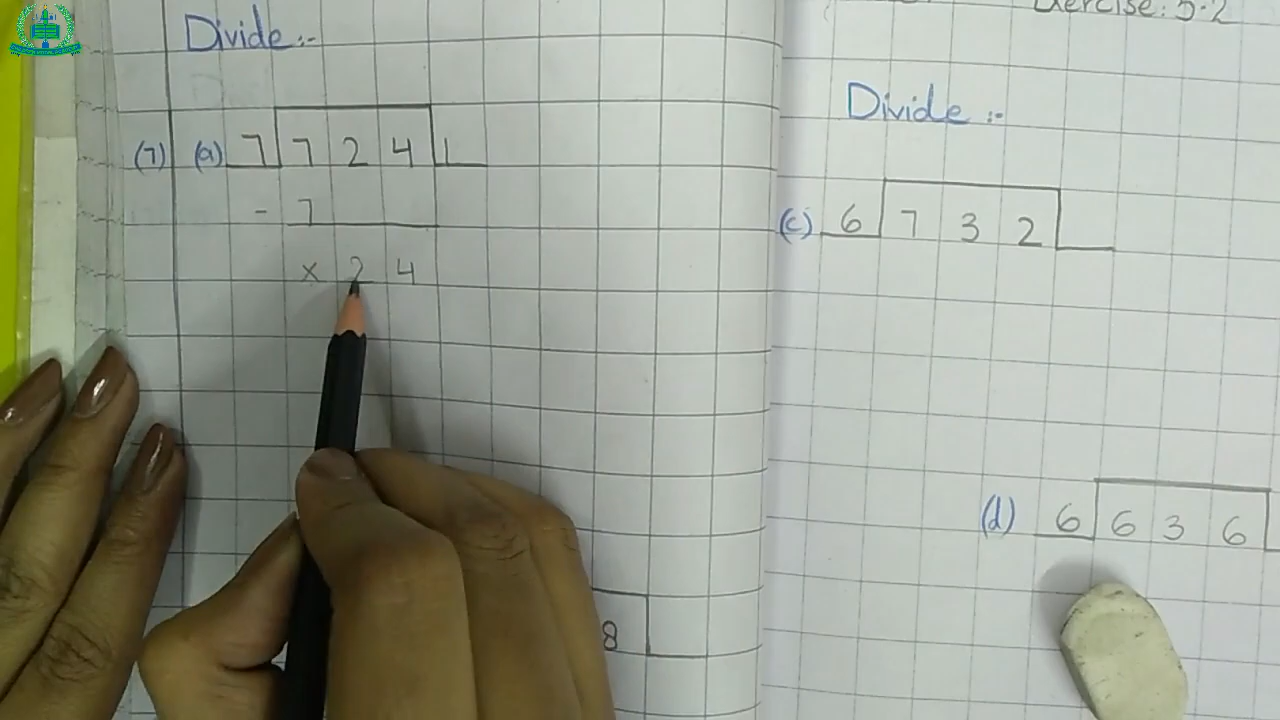 Divide :-
(7) (a) 7 7 2 4 1
- 7
x 2 4
8
Exercise: 5.2
Divide :-
(c) 6 7 3 2
(d) 6 6 3 6